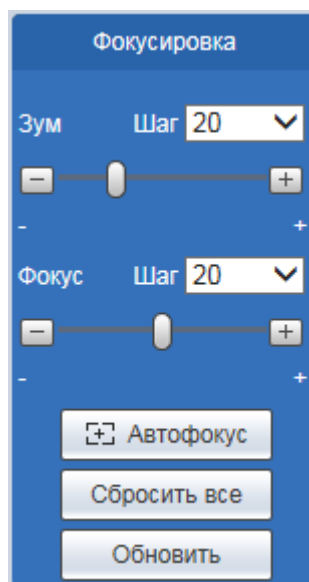 Фокусировка
Зум Шаг 20
- +
Фокус Шаг 20
- +
Автофокус
Сбросить все
Обновить